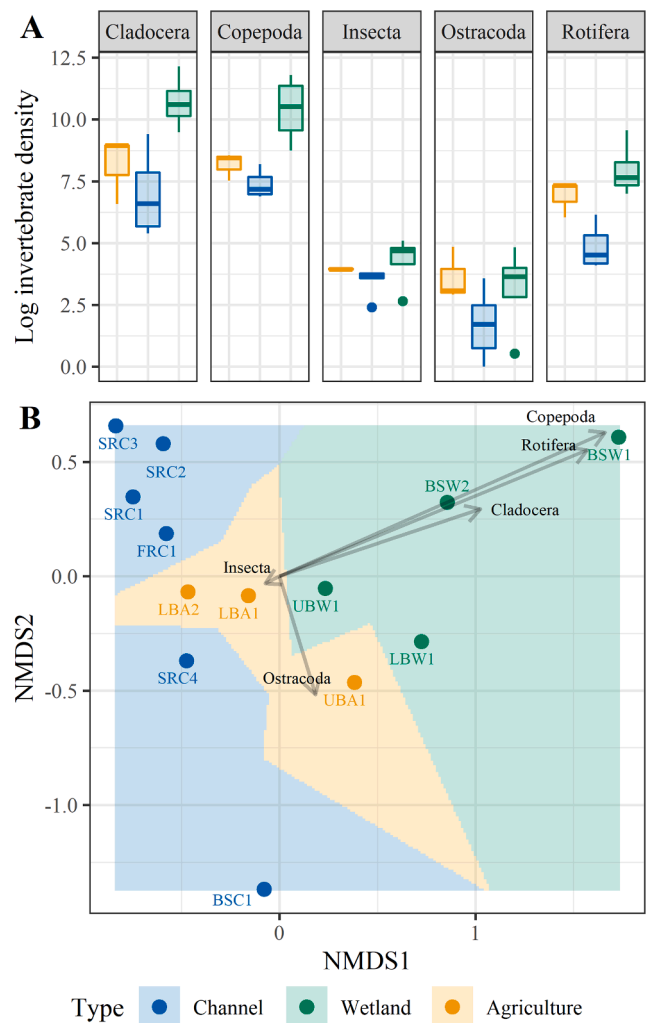 A
Cladocera Copepoda Insecta Ostracoda Rotifera
Log invertebrate density
12.5
10.0
7.5
5.0
2.5
0.0
B
NMDS2
0.5
0.0
-0.5
-1.0
SRC3
SRC2
SRC1
FRC1
LBA2
LBA1
SRC4
BSC1
Copepoda
Rotifera
BSW1
BSW2
Cladocera
Insecta
UBW1
LBW1
Ostracoda
UBA1
0 1
NMDS1
Type Channel Wetland Agriculture